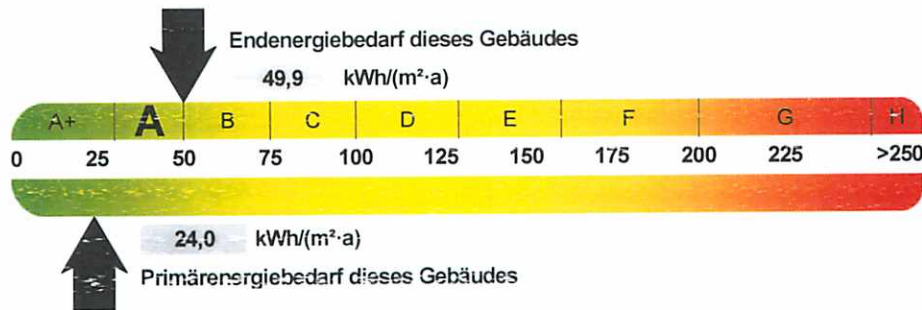 Endenergiebedarf dieses Gebäudes
49,9 kWh/(m²·a)
A+ A B C D E F G H
0 25 50 75 100 125 150 175 200 225 >250
24,0 kWh/(m²·a)
Primärenergiebedarf dieses Gebäudes